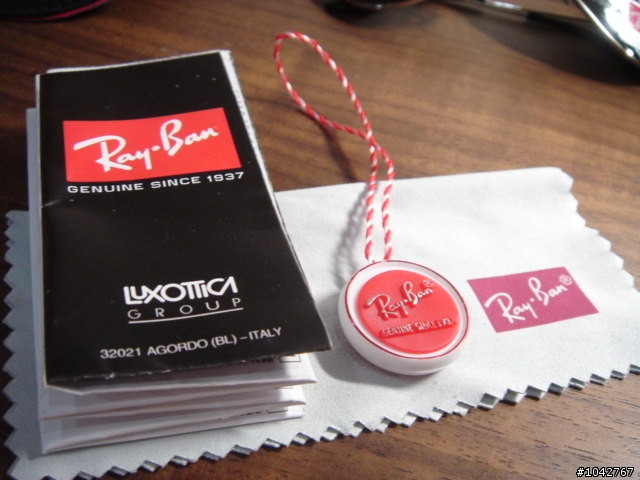 Ray-Ban
GENUINE SINCE 1937
LUXOTTICA
GROUP
32021 AGORDO (BL) - ITALY
Ray-Ban®
GENUINE SINCE 1937
Ray-Ban®
#1042767